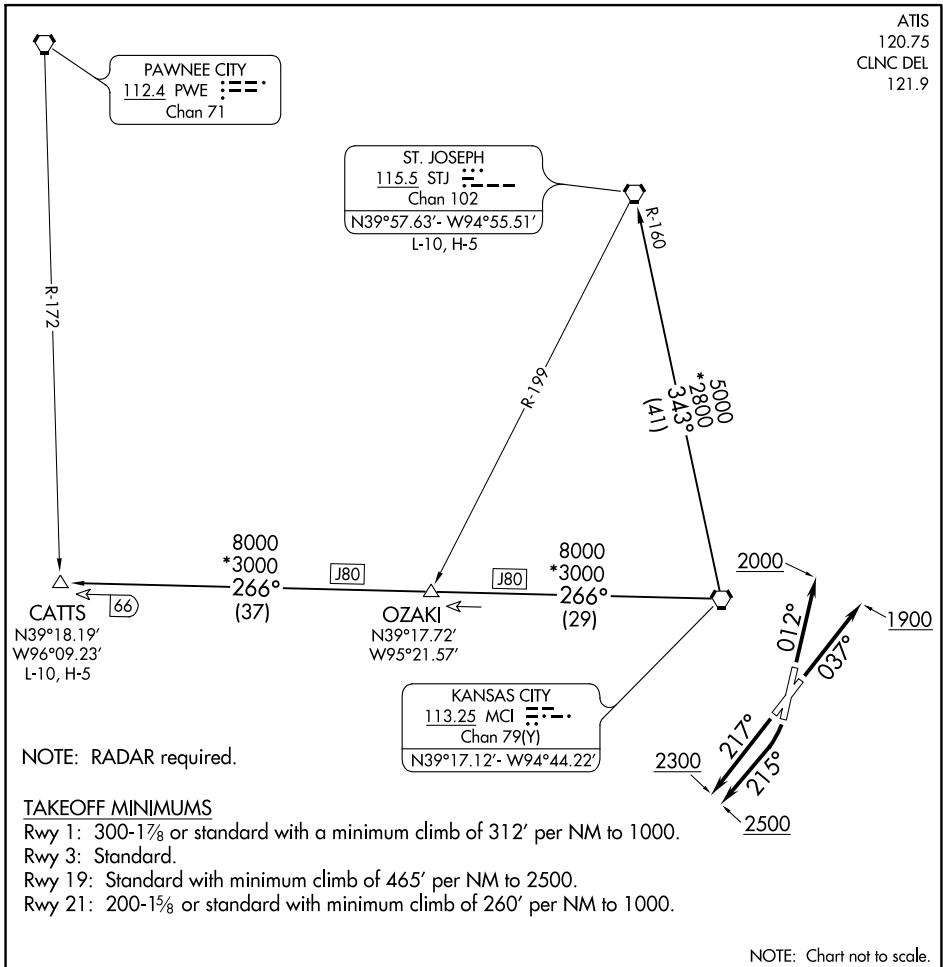 ATIS
120.75
CLNC DEL
121.9
PAWNEE CITY
112.4 PWE
Chan 71
ST. JOSEPH
115.5 STJ
Chan 102
N39°57.63′- W94°55.51′
L-10, H-5
R-160
R-172
R-199
5000
*2800
343°
(41)
8000
*3000
266°
(37)
J80
8000
*3000
266°
(29)
J80
2000
1900
012°
037°
CATTS
66
N39°18.19′
W96°09.23′
L-10, H-5
OZAKI
N39°17.72′
W95°21.57′
KANSAS CITY
113.25 MCI
Chan 79(Y)
N39°17.12′- W94°44.22′
217°
215°
2300
2500
NOTE: RADAR required.
TAKEOFF MINIMUMS
Rwy 1: 300-1⅞ or standard with a minimum climb of 312′ per NM to 1000.
Rwy 3: Standard.
Rwy 19: Standard with minimum climb of 465′ per NM to 2500.
Rwy 21: 200-1⅝ or standard with minimum climb of 260′ per NM to 1000.
NOTE: Chart not to scale.